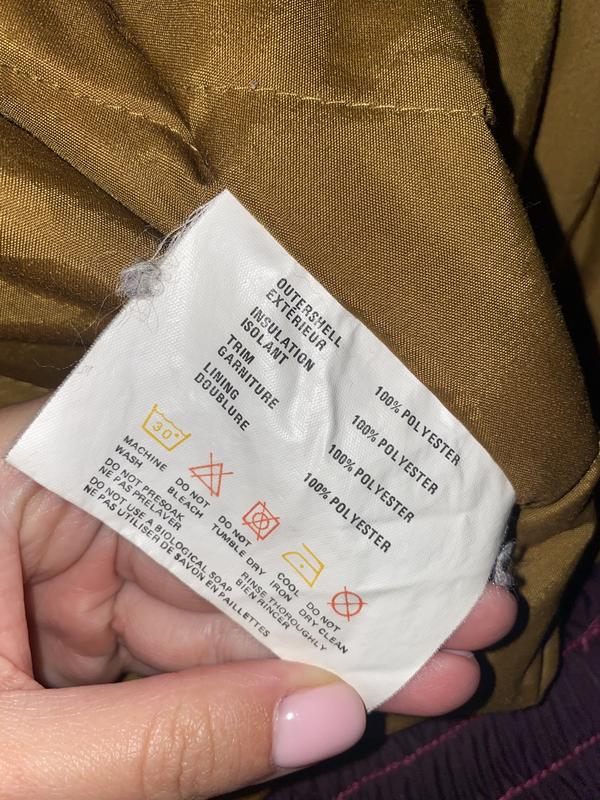 OUTERSHELL 100% POLYESTER
EXTÉRIEUR
INSULATION 100% POLYESTER
ISOLANT
TRIM 100% POLYESTER
GARNITURE
LINING 100% POLYESTER
DOUBLURE
30°
MACHINE WASH
DO NOT BLEACH
DO NOT TUMBLE DRY
COOL IRON
DO NOT DRY CLEAN
DO NOT PRESOAK RINSE THOROUGHLY
NE PAS PRELAVER BIEN RINCER
DO NOT USE A BIOLOGICAL SOAP
NE PAS UTILISER DE SAVON EN PAILLETTES